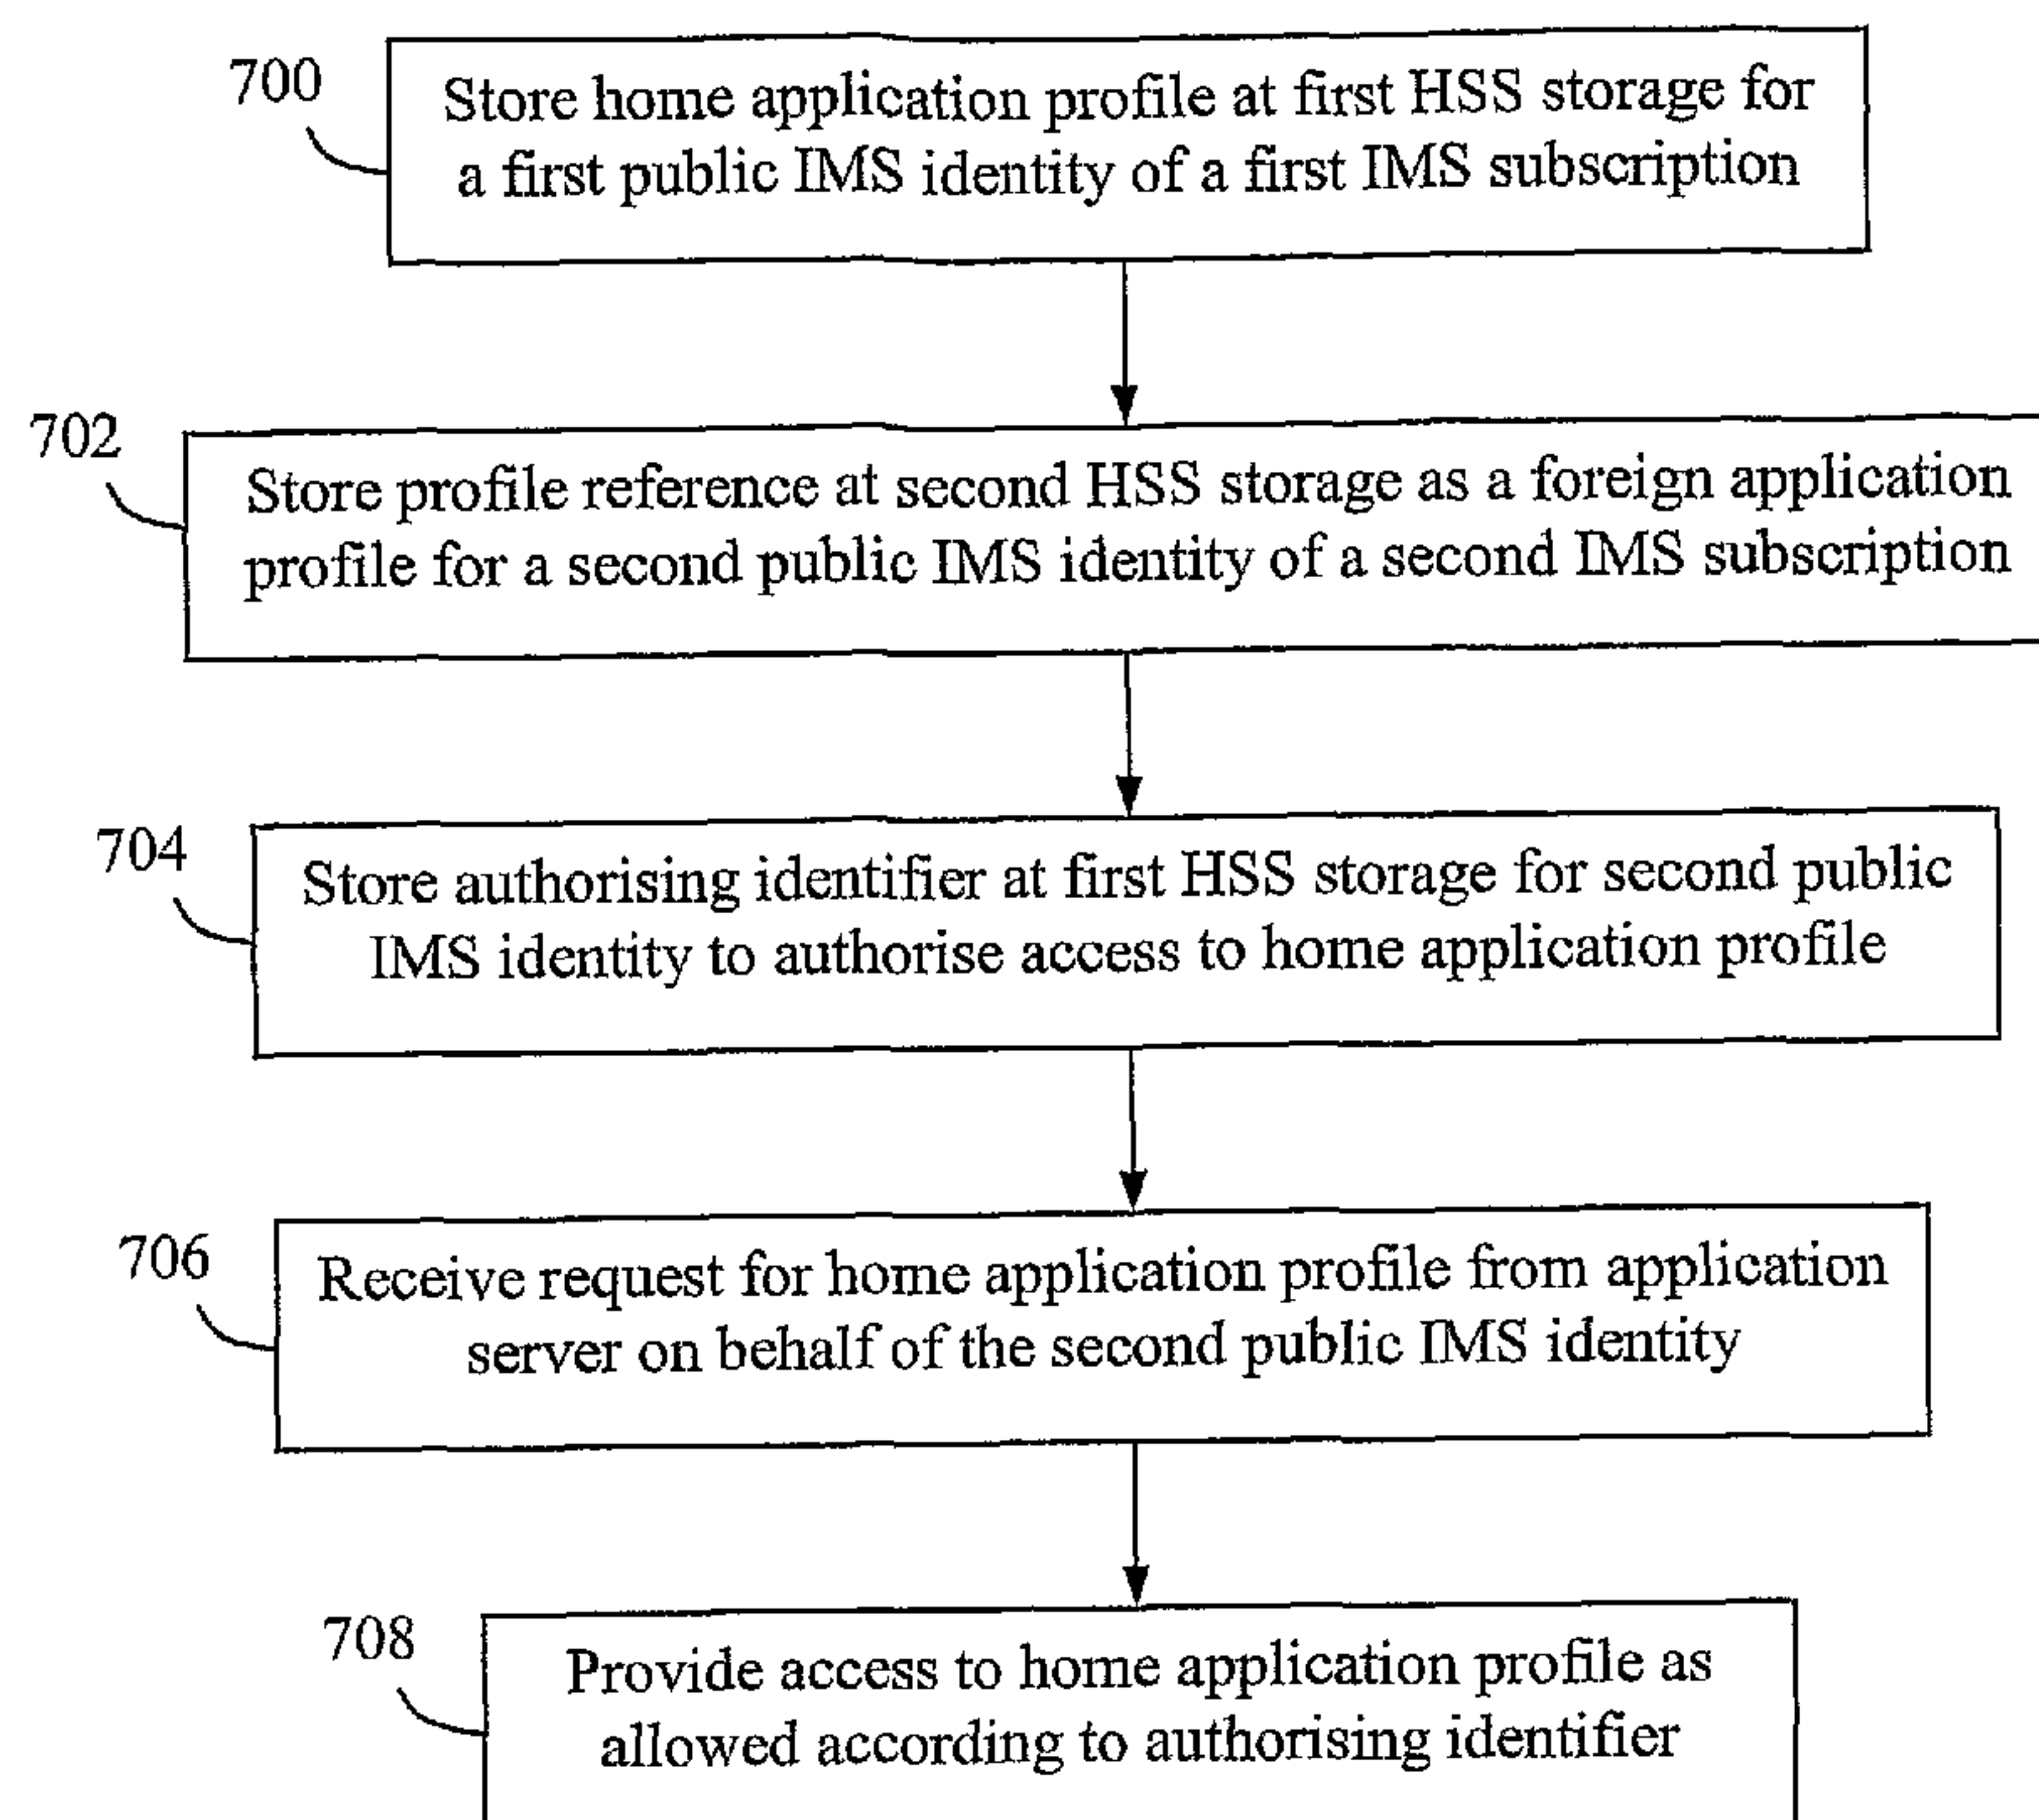 700
Store home application profile at first HSS storage for
a first public IMS identity of a first IMS subscription
702
Store profile reference at second HSS storage as a foreign application
profile for a second public IMS identity of a second IMS subscription
704
Store authorising identifier at first HSS storage for second public
IMS identity to authorise access to home application profile
706
Receive request for home application profile from application
server on behalf of the second public IMS identity
708
Provide access to home application profile as
allowed according to authorising identifier